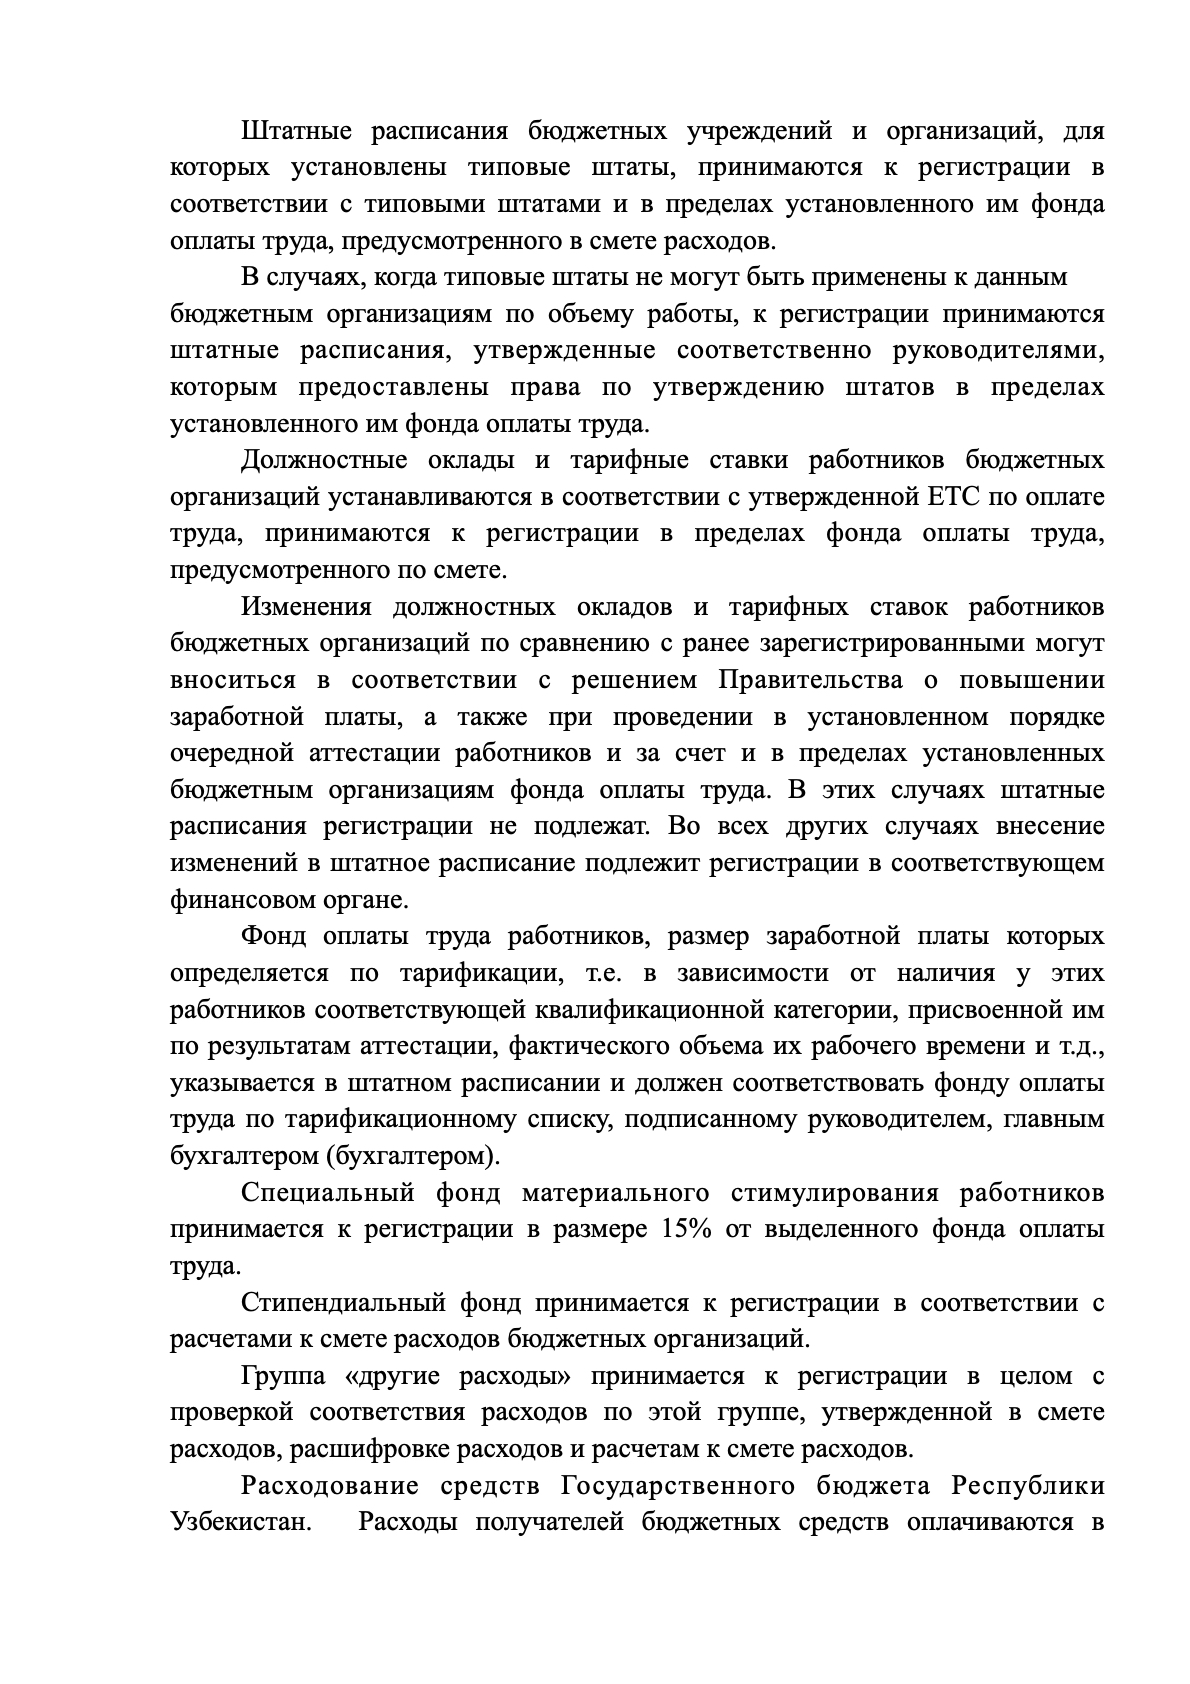 Штатные расписания бюджетных учреждений и организаций, для
которых установлены типовые штаты, принимаются к регистрации в
соответствии с типовыми штатами и в пределах установленного им фонда
оплаты труда, предусмотренного в смете расходов.
В случаях, когда типовые штаты не могут быть применены к данным
бюджетным организациям по объему работы, к регистрации принимаются
штатные расписания, утвержденные соответственно руководителями,
которым предоставлены права по утверждению штатов в пределах
установленного им фонда оплаты труда.
Должностные оклады и тарифные ставки работников бюджетных
организаций устанавливаются в соответствии с утвержденной ЕТС по оплате
труда, принимаются к регистрации в пределах фонда оплаты труда,
предусмотренного по смете.
Изменения должностных окладов и тарифных ставок работников
бюджетных организаций по сравнению с ранее зарегистрированными могут
вноситься в соответствии с решением Правительства о повышении
заработной платы, а также при проведении в установленном порядке
очередной аттестации работников и за счет и в пределах установленных
бюджетным организациям фонда оплаты труда. В этих случаях штатные
расписания регистрации не подлежат. Во всех других случаях внесение
изменений в штатное расписание подлежит регистрации в соответствующем
финансовом органе.
Фонд оплаты труда работников, размер заработной платы которых
определяется по тарификации, т.е. в зависимости от наличия у этих
работников соответствующей квалификационной категории, присвоенной им
по результатам аттестации, фактического объема их рабочего времени и т.д.,
указывается в штатном расписании и должен соответствовать фонду оплаты
труда по тарификационному списку, подписанному руководителем, главным
бухгалтером (бухгалтером).
Специальный фонд материального стимулирования работников
принимается к регистрации в размере 15% от выделенного фонда оплаты
труда.
Стипендиальный фонд принимается к регистрации в соответствии с
расчетами к смете расходов бюджетных организаций.
Группа «другие расходы» принимается к регистрации в целом с
проверкой соответствия расходов по этой группе, утвержденной в смете
расходов, расшифровке расходов и расчетам к смете расходов.
Расходование средств Государственного бюджета Республики
Узбекистан. Расходы получателей бюджетных средств оплачиваются в